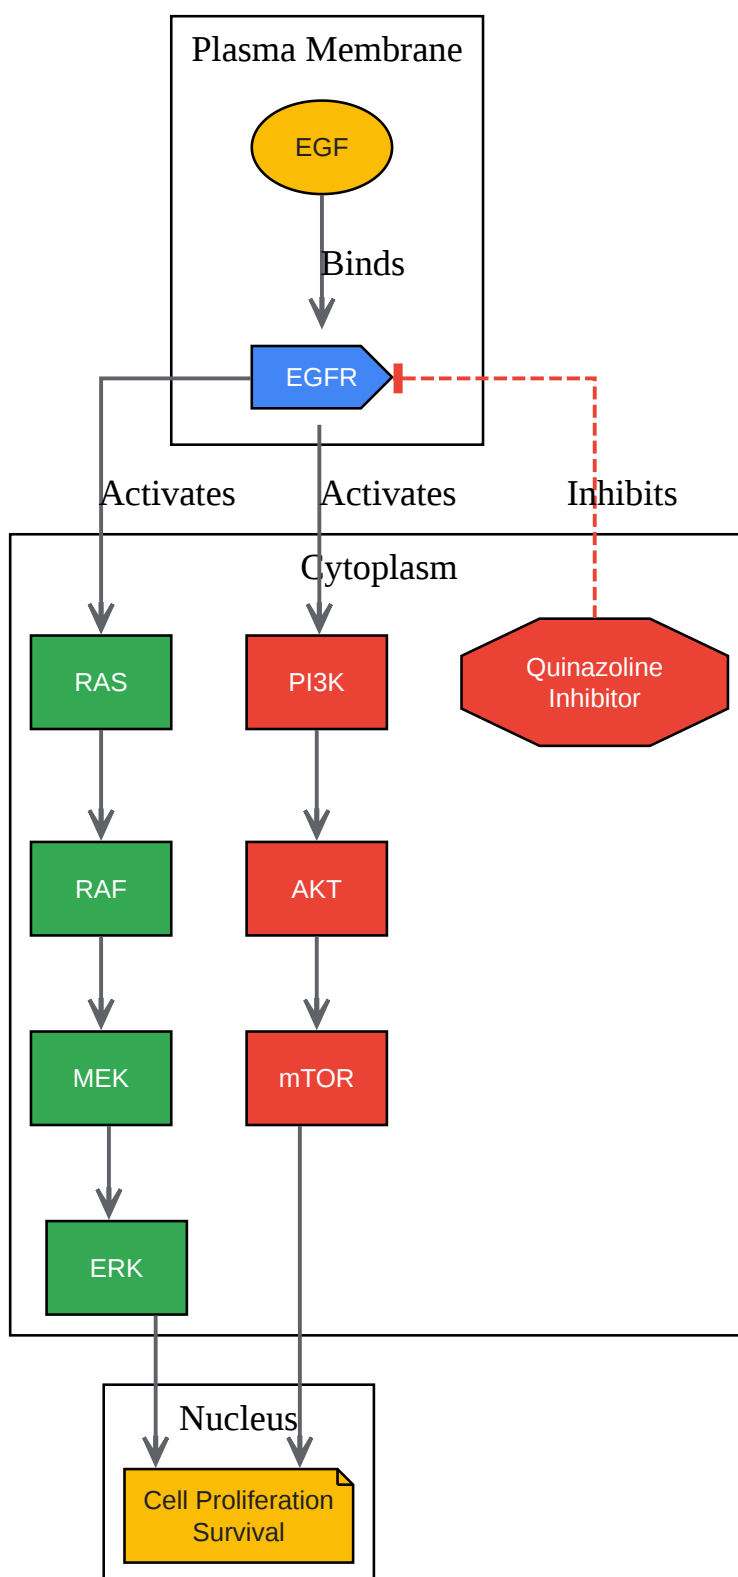 Plasma Membrane
EGF
Binds
EGFR
Activates
Activates
Inhibits
Cytoplasm
RAS
PI3K
Quinazoline
Inhibitor
RAF
AKT
MEK
mTOR
ERK
Nucleus
Cell Proliferation
Survival